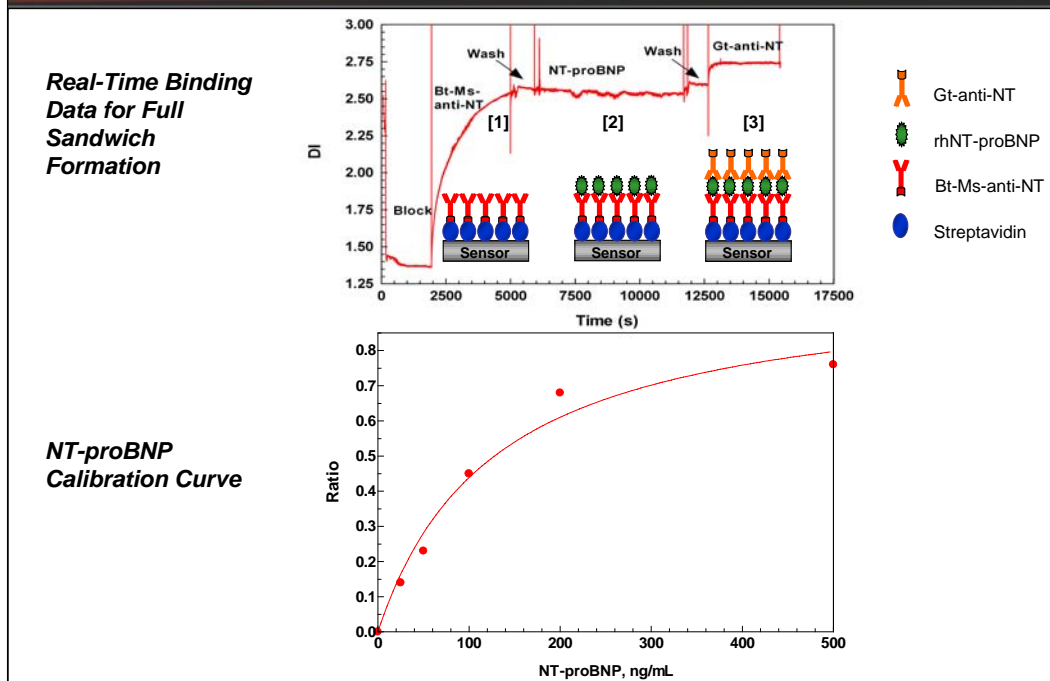 Real-Time Binding
Data for Full
Sandwich
Formation
3.00
2.75
2.50
2.25
2.00
1.75
1.50
1.25
DI
Wash
NT-proBNP
Wash
Gt-anti-NT
Bt-Ms-
anti-NT
[1]
[2]
[3]
Block
Sensor
Sensor
Sensor
0
2500
5000
7500
10000
12500
15000
17500
Time (s)
Gt-anti-NT
rhNT-proBNP
Bt-Ms-anti-NT
Streptavidin
NT-proBNP
Calibration Curve
0.8
0.7
0.6
0.5
0.4
0.3
0.2
0.1
0.0
Ratio
0
100
200
300
400
500
NT-proBNP, ng/mL